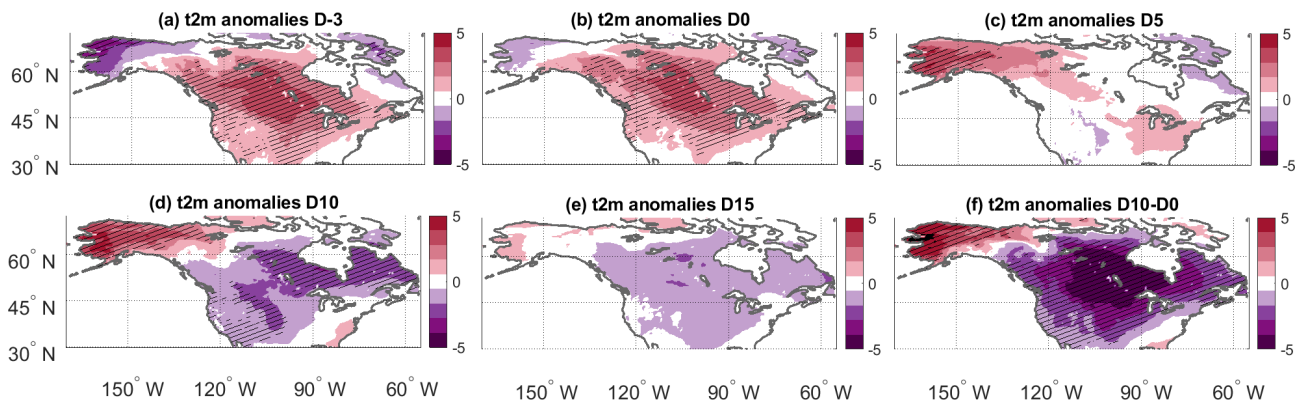 (a) t2m anomalies D-3
(b) t2m anomalies D0
(c) t2m anomalies D5
60° N
45° N
30° N
5
0
-5
5
0
-5
5
0
-5
(d) t2m anomalies D10
(e) t2m anomalies D15
(f) t2m anomalies D10-D0
60° N
45° N
30° N
5
0
-5
5
0
-5
5
0
-5
150° W 120° W 90° W 60° W
150° W 120° W 90° W 60° W
150° W 120° W 90° W 60° W